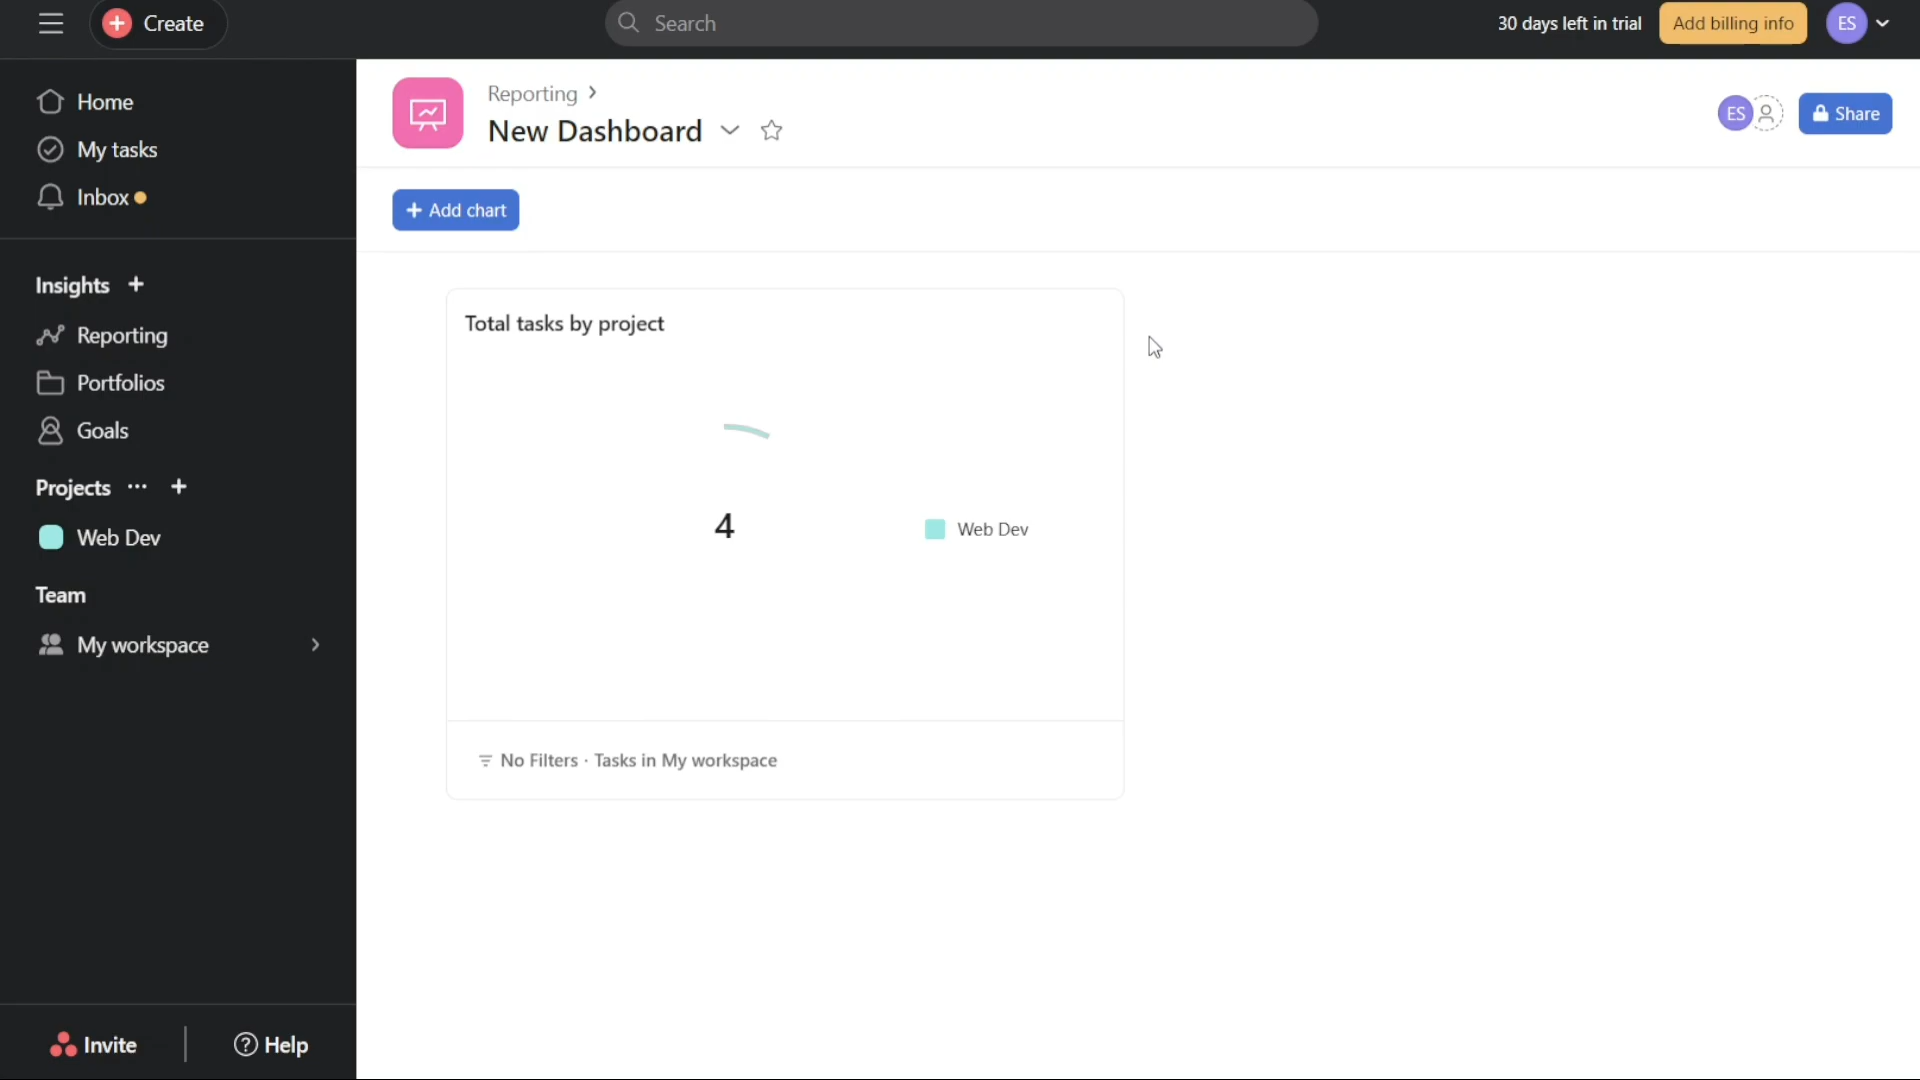 Create
Search
30 days left in trial
Add billing info
ES
Home
My tasks
Inbox
Insights
Reporting
Portfolios
Goals
Projects
Web Dev
Team
My workspace
Invite
Help
Reporting
New Dashboard
ES
Share
Add chart
Total tasks by project
4
Web Dev
No Filters · Tasks in My workspace